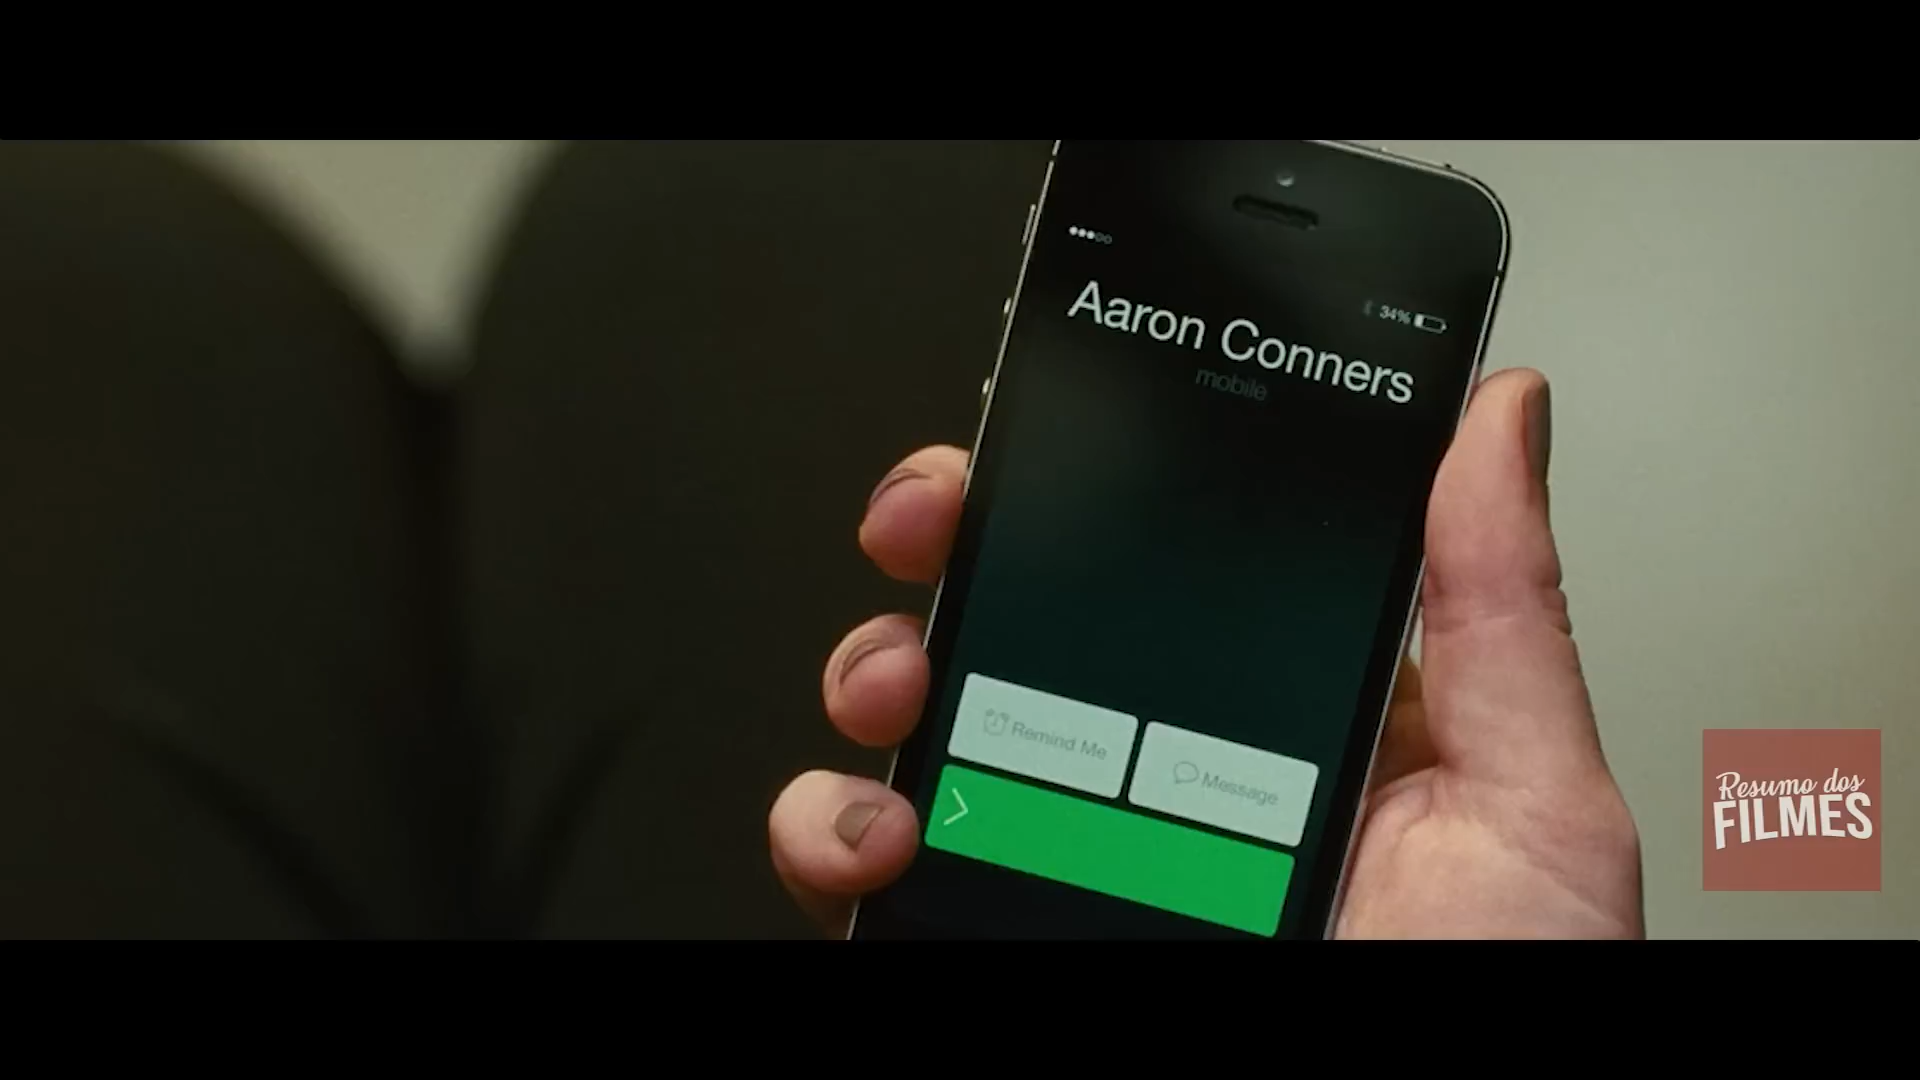 34%
Aaron Conners
mobile
Remind Me
Message
Resumo dos
FILMES